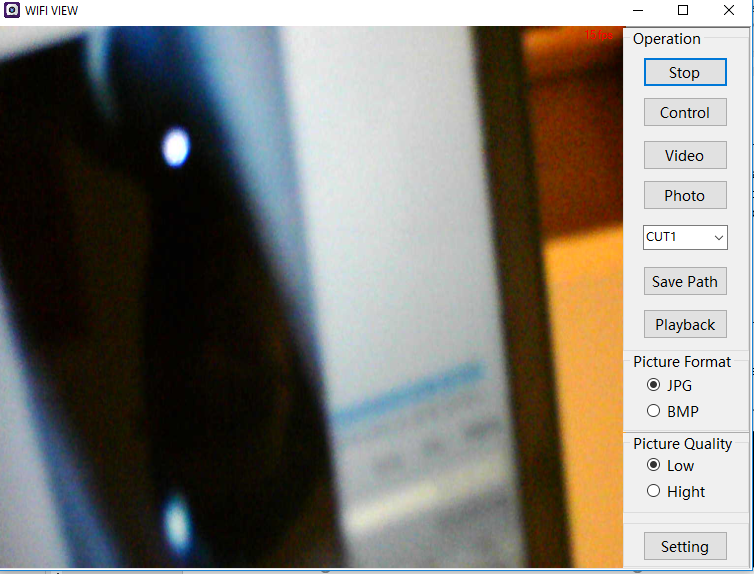 WIFI VIEW
Operation
Stop
Control
Video
Photo
CUT1
Save Path
Playback
Picture Format
JPG
BMP
Picture Quality
Low
Hight
Setting